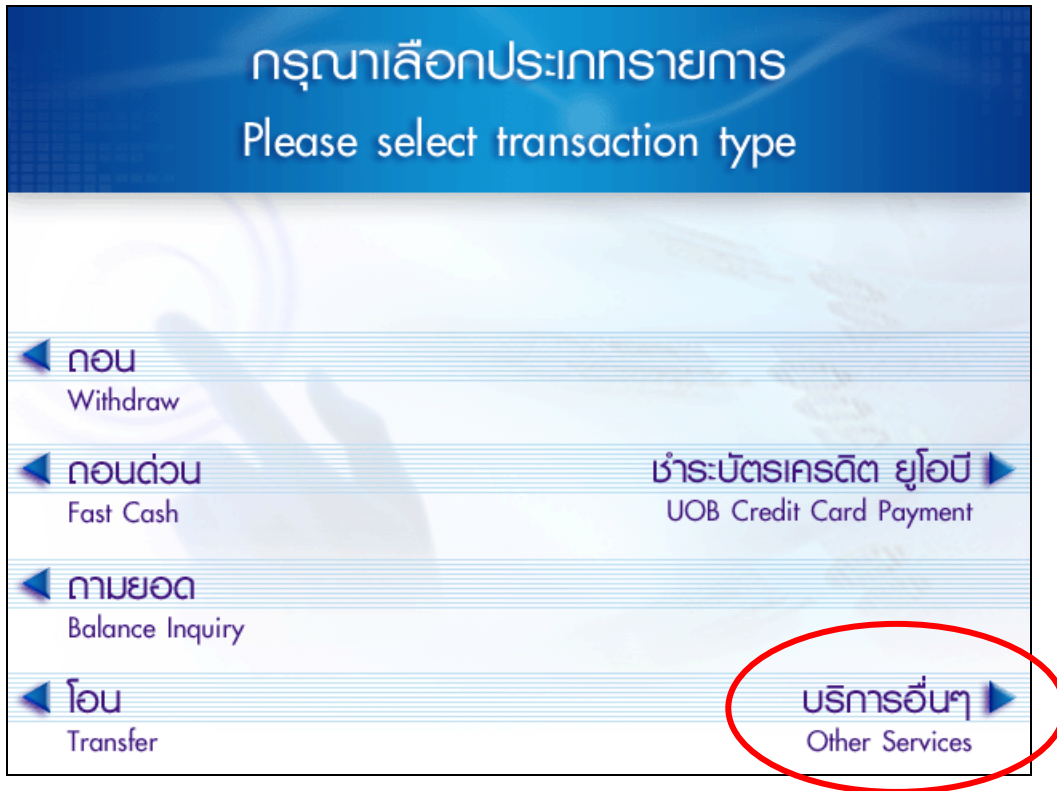 กรุณาเลือกประเภทรายการ
Please select transaction type
ถอน
Withdraw
ถอนด่วน
Fast Cash
ชำระบัตรเครดิต ยูโอบี
UOB Credit Card Payment
ถามยอด
Balance Inquiry
โอน
Transfer
บริการอื่นๆ
Other Services